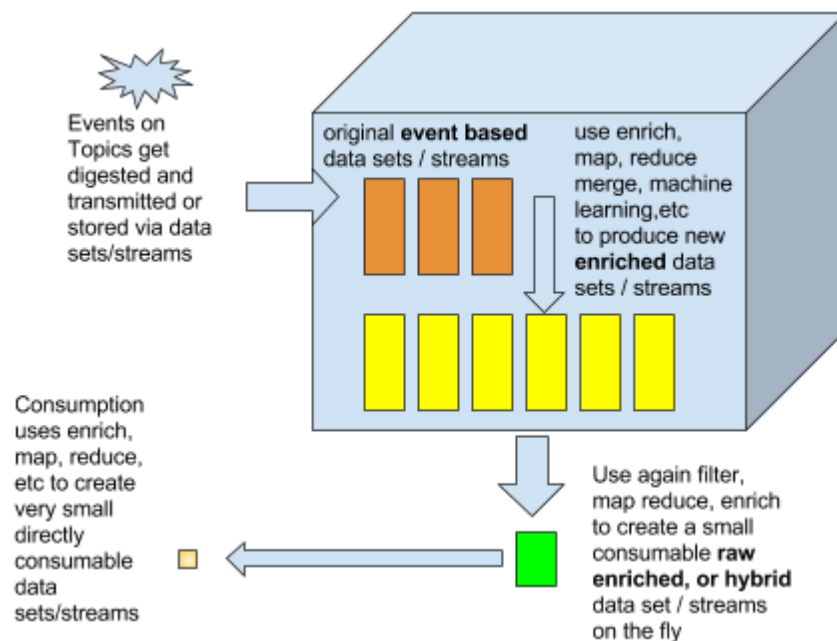 Events on
Topics get
digested and
transmitted or
stored via data
sets/streams
original event based
data sets / streams
use enrich,
map, reduce
merge, machine
learning,etc
to produce new
enriched data
sets / streams
Consumption
uses enrich,
map, reduce,
etc to create
very small
directly
consumable
data
sets/streams
Use again filter,
map reduce, enrich
to create a small
consumable raw
enriched, or hybrid
data set / streams
on the fly